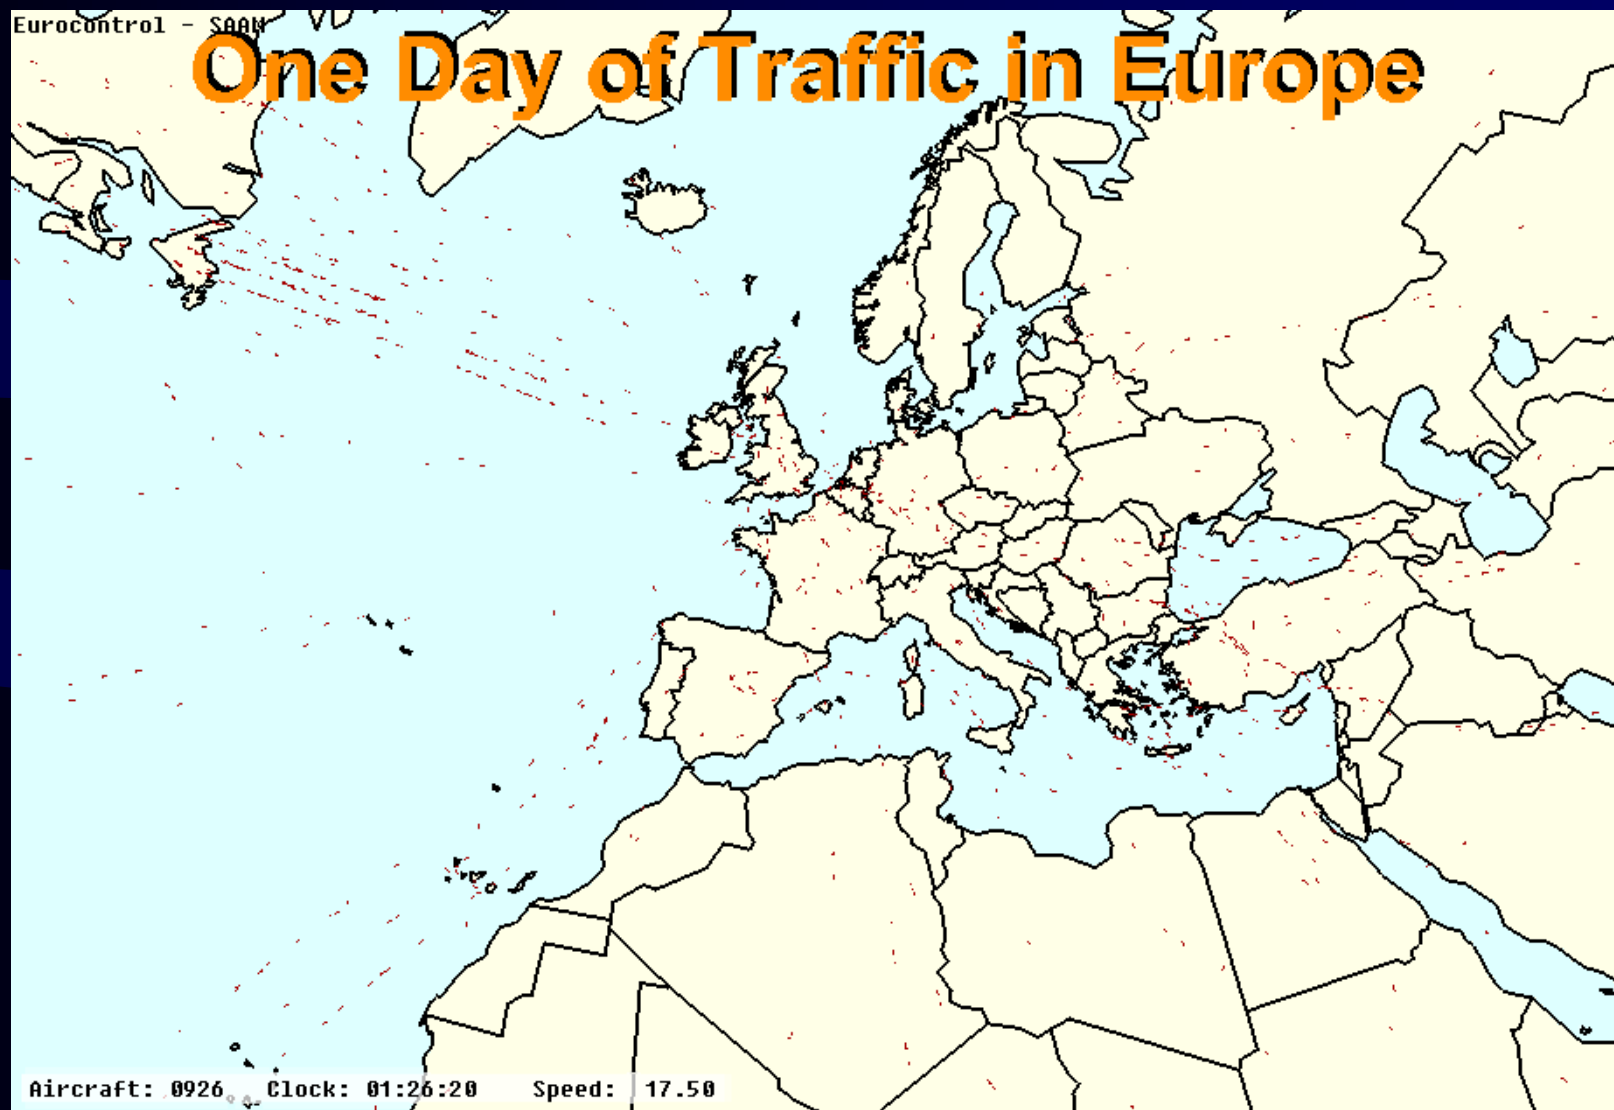 Eurocontrol - SAAM
One Day of Traffic in Europe
Aircraft: 0926 Clock: 01:26:20 Speed: 17.50